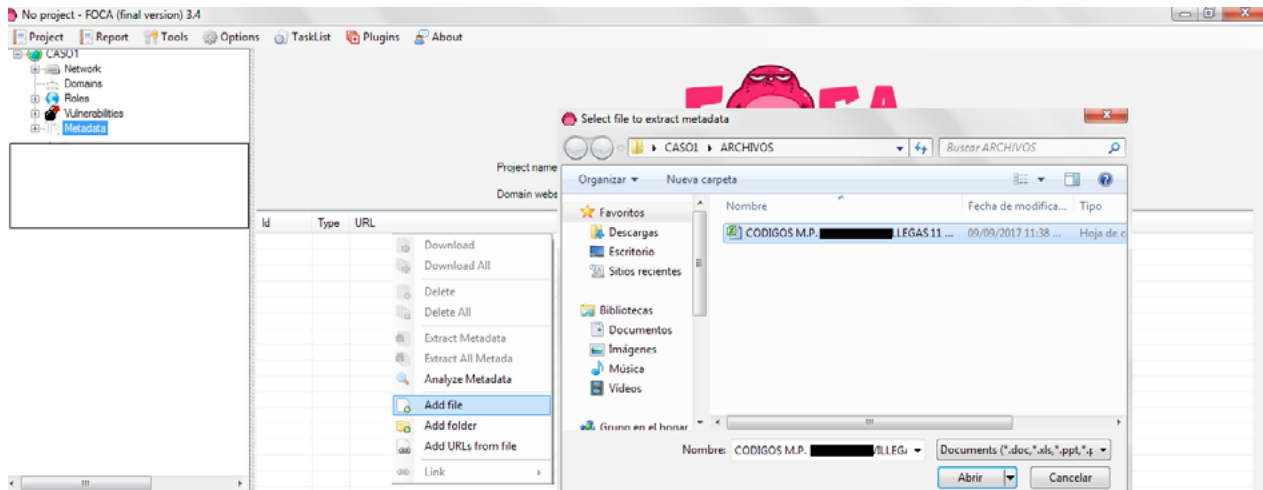 No project - FOCA (final version) 3.4
Project Report Tools Options TaskList Plugins About
CASO1
Network
Domains
Roles
Vulnerabilities
Metadata
Project name
Domain webs
Id Type URL
Download
Download All
Delete
Delete All
Extract Metadata
Extract All Metada
Analyze Metadata
Add file
Add folder
Add URLs from file
Link
Select file to extract metadata
CASO1 ARCHIVOS
Buscar ARCHIVOS
Organizar Nueva carpeta
Favoritos
Descargas
Escritorio
Sitios recientes
Bibliotecas
Documentos
Imágenes
Música
Vídeos
Grupo en el hogar
Nombre Fecha de modifica... Tipo
CODIGOS M.P. LLEGAS 11 ... 09/09/2017 11:38 ... Hoja de c
Nombre: CODIGOS M.P. Documents (*.doc,*.xls,*.ppt,*.p
Abrir Cancelar